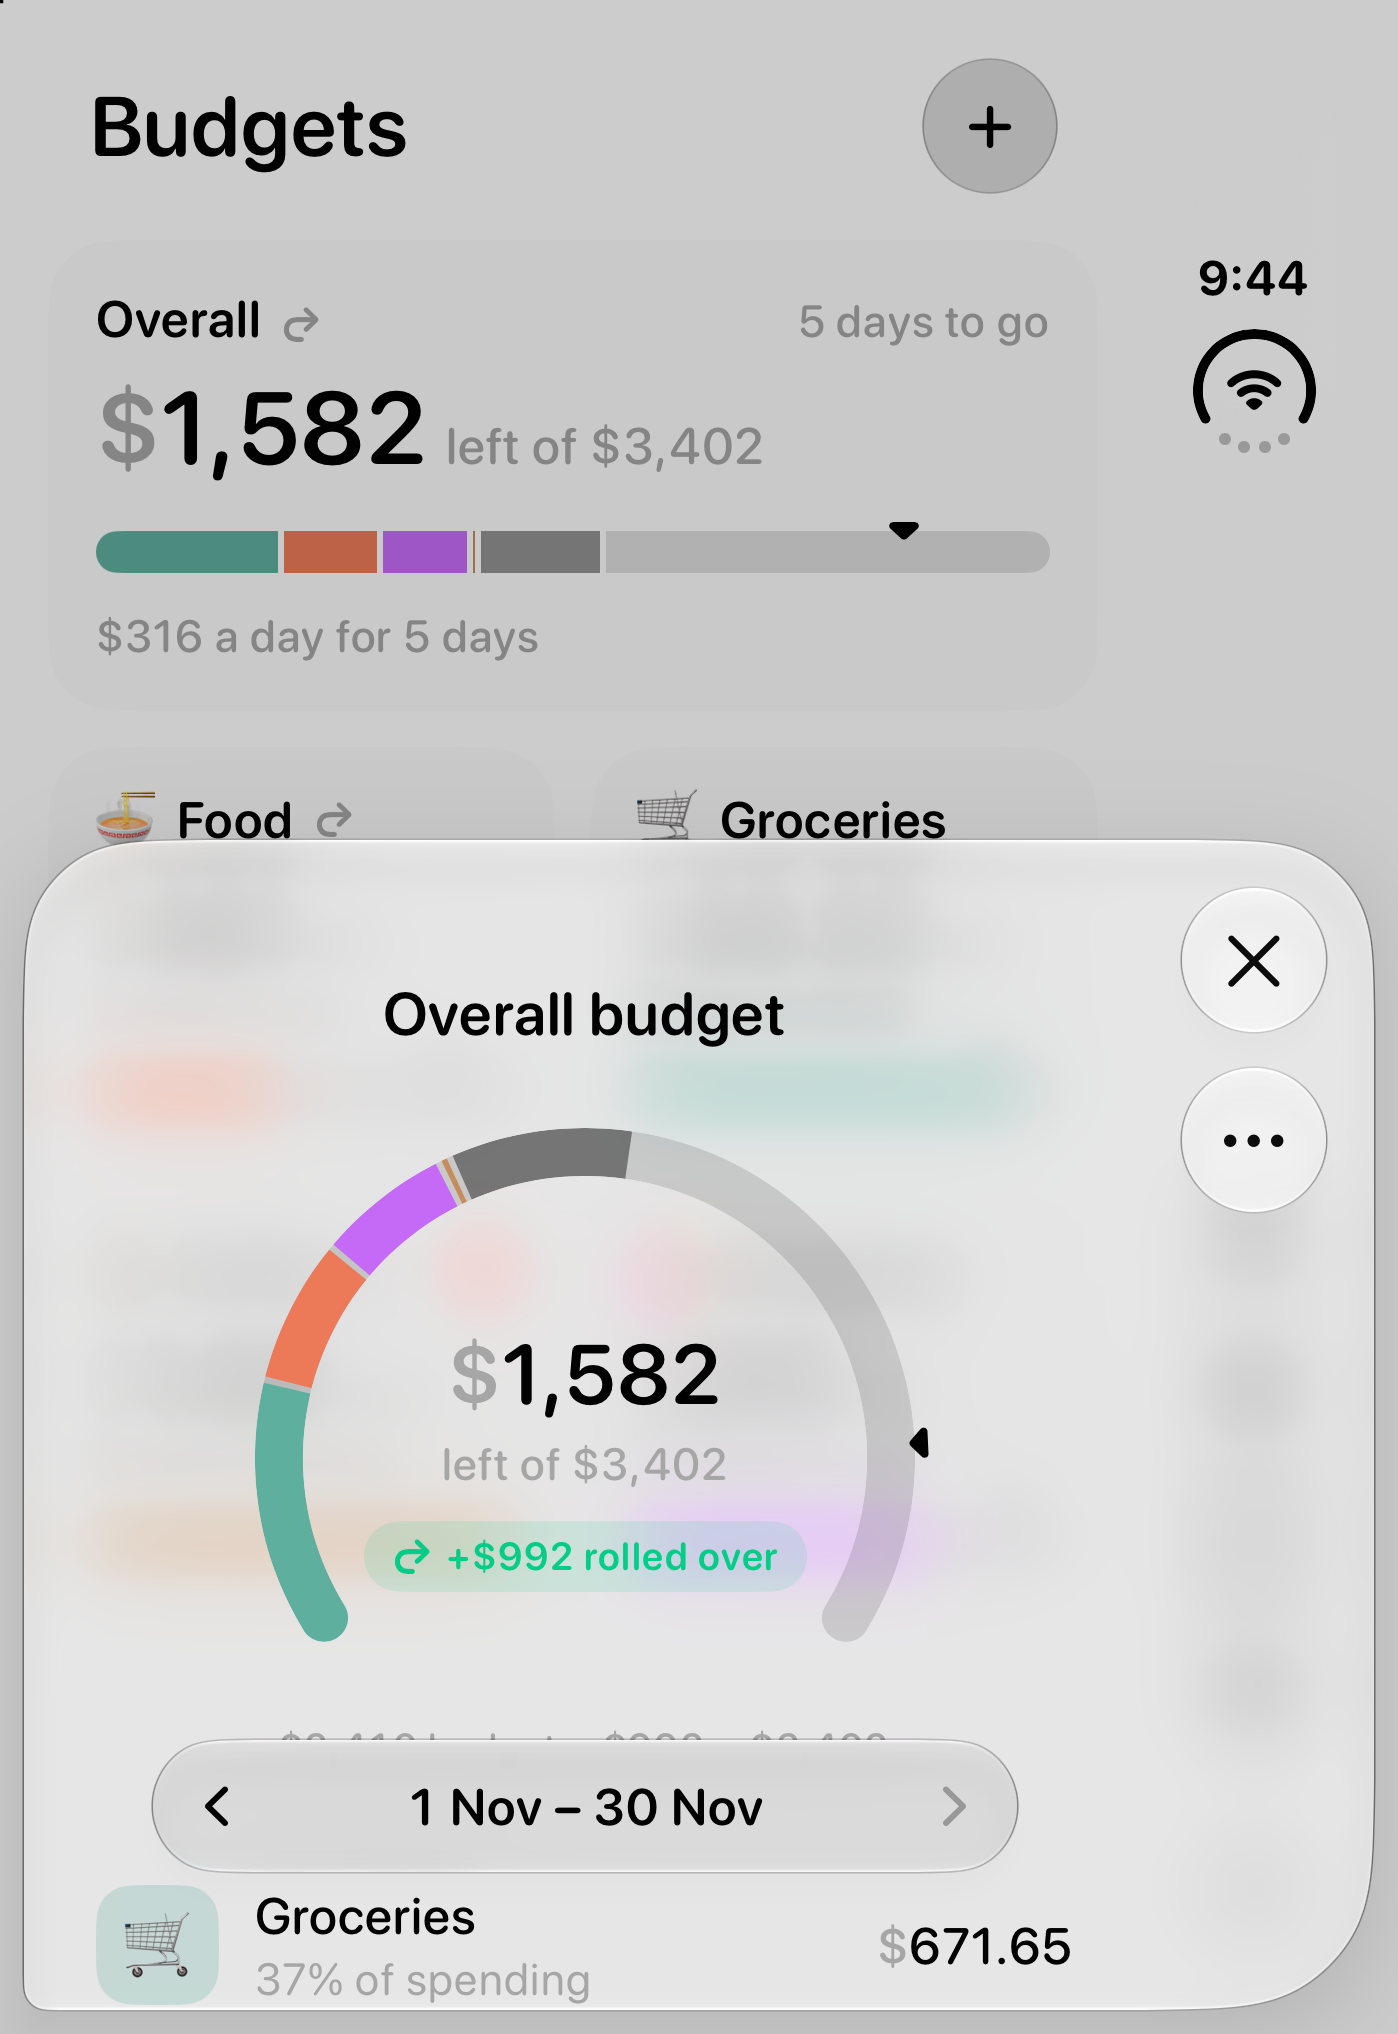 Budgets
9:44
Overall
5 days to go
$1,582 left of $3,402
$316 a day for 5 days
Food
Groceries
Overall budget
$1,582
left of $3,402
+$992 rolled over
1 Nov – 30 Nov
Groceries
$671.65
37% of spending